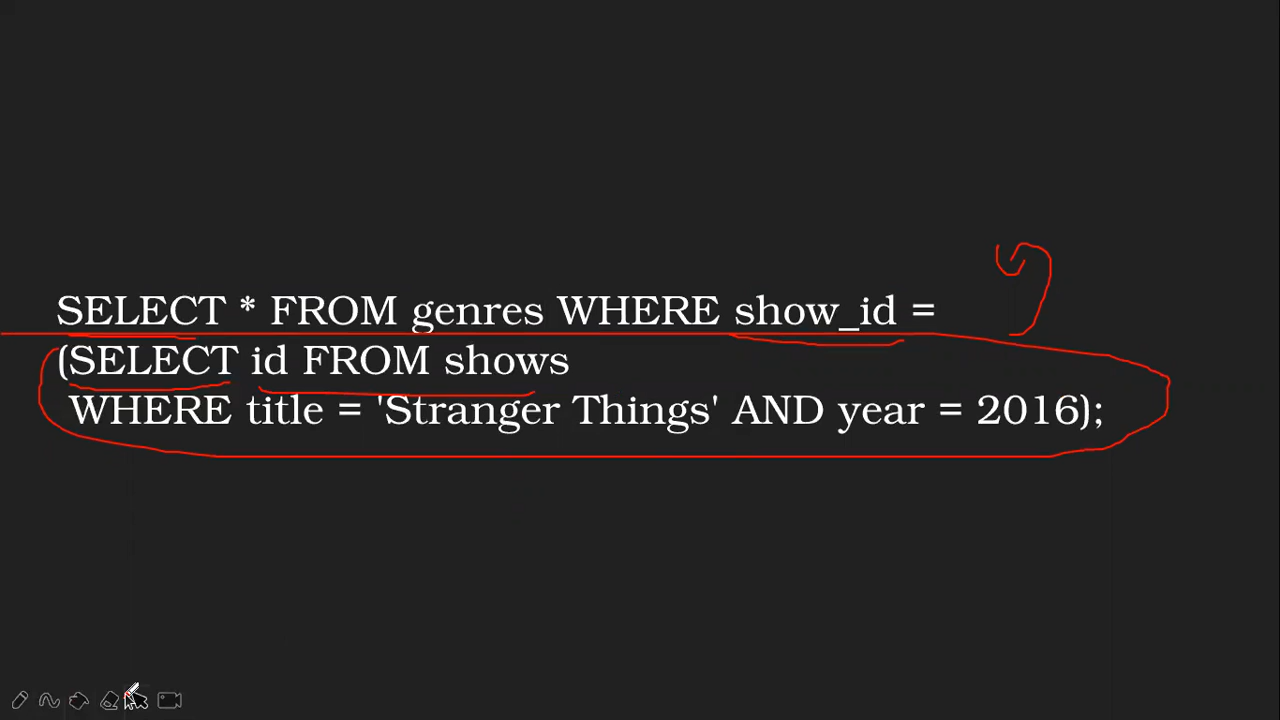 SELECT * FROM genres WHERE show_id =
(SELECT id FROM shows
WHERE title = 'Stranger Things' AND year = 2016);